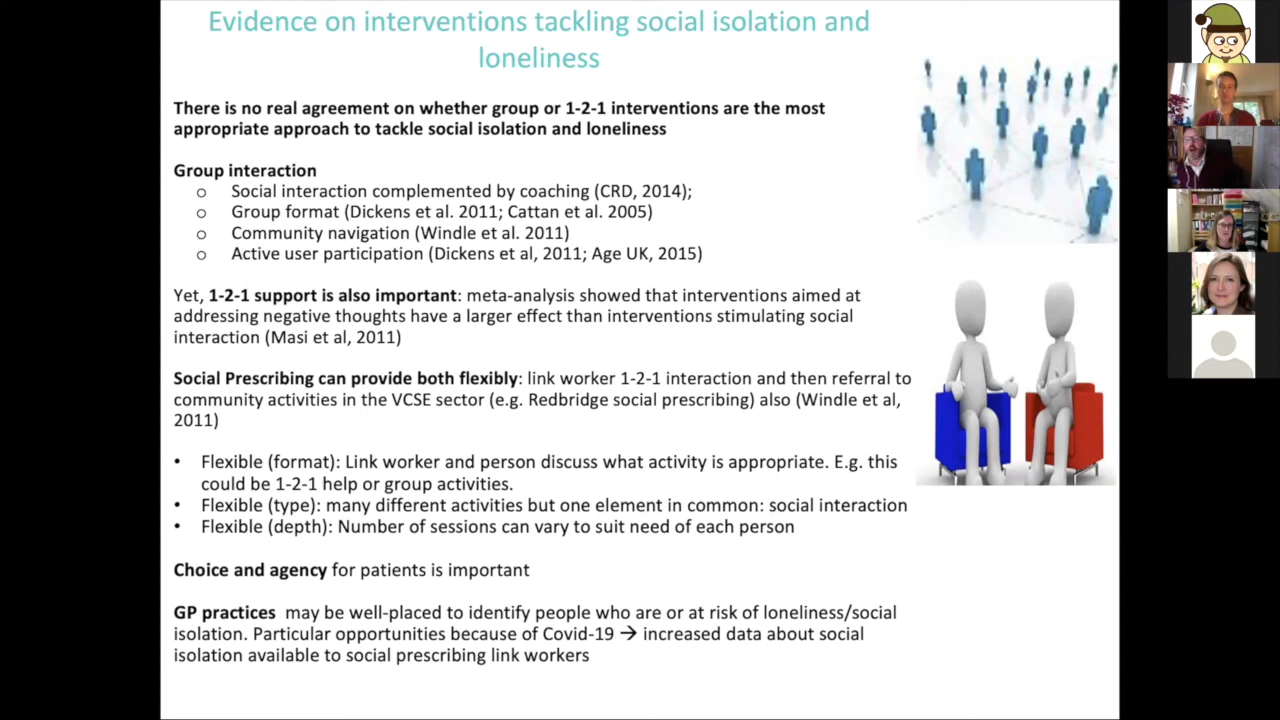 Evidence on interventions tackling social isolation and
loneliness
There is no real agreement on whether group or 1-2-1 interventions are the most
appropriate approach to tackle social isolation and loneliness
Group interaction
o Social interaction complemented by coaching (CRD, 2014);
o Group format (Dickens et al. 2011; Cattan et al. 2005)
o Community navigation (Windle et al. 2011)
o Active user participation (Dickens et al, 2011; Age UK, 2015)
Yet, 1-2-1 support is also important: meta-analysis showed that interventions aimed at
addressing negative thoughts have a larger effect than interventions stimulating social
interaction (Masi et al, 2011)
Social Prescribing can provide both flexibly: link worker 1-2-1 interaction and then referral to
community activities in the VCSE sector (e.g. Redbridge social prescribing) also (Windle et al,
2011)
• Flexible (format): Link worker and person discuss what activity is appropriate. E.g. this
could be 1-2-1 help or group activities.
• Flexible (type): many different activities but one element in common: social interaction
• Flexible (depth): Number of sessions can vary to suit need of each person
Choice and agency for patients is important
GP practices may be well-placed to identify people who are or at risk of loneliness/social
isolation. Particular opportunities because of Covid-19 → increased data about social
isolation available to social prescribing link workers